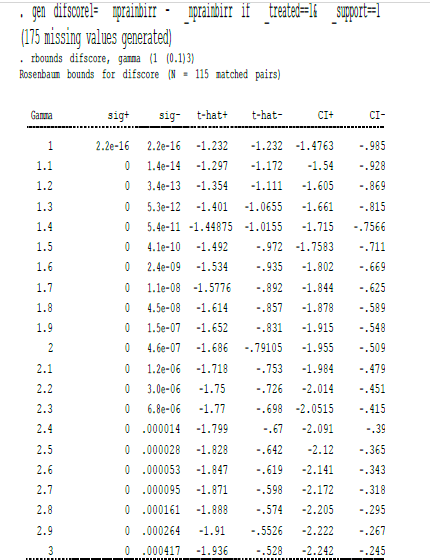 . gen difscore1= _mpraimbirr - _mpraimbirr if _treated==1& _support==1
(175 missing values generated)
. rbounds difscore, gamma (1 (0.1)3)
Rosenbaum bounds for difscore (N = 115 matched pairs)
Gamma sig+ sig- t-hat+ t-hat- CI+ CI-
1 2.2e-16 2.2e-16 -1.232 -1.232 -1.4763 -.985
1.1 0 1.4e-14 -1.297 -1.172 -1.54 -.928
1.2 0 3.4e-13 -1.354 -1.111 -1.605 -.869
1.3 0 5.3e-12 -1.401 -1.0655 -1.661 -.815
1.4 0 5.4e-11 -1.44875 -1.0155 -1.715 -.7566
1.5 0 4.1e-10 -1.492 -.972 -1.7583 -.711
1.6 0 2.4e-09 -1.534 -.935 -1.802 -.669
1.7 0 1.1e-08 -1.5776 -.892 -1.844 -.625
1.8 0 4.5e-08 -1.614 -.857 -1.878 -.589
1.9 0 1.5e-07 -1.652 -.831 -1.915 -.548
2 0 4.6e-07 -1.686 -.79105 -1.955 -.509
2.1 0 1.2e-06 -1.718 -.753 -1.984 -.479
2.2 0 3.0e-06 -1.75 -.726 -2.014 -.451
2.3 0 6.8e-06 -1.77 -.698 -2.0515 -.415
2.4 0 .000014 -1.799 -.67 -2.091 -.39
2.5 0 .000028 -1.828 -.642 -2.12 -.365
2.6 0 .000053 -1.847 -.619 -2.141 -.343
2.7 0 .000095 -1.871 -.598 -2.172 -.318
2.8 0 .000161 -1.888 -.574 -2.205 -.295
2.9 0 .000264 -1.91 -.5526 -2.222 -.267
3 0 .000417 -1.936 -.528 -2.242 -.245